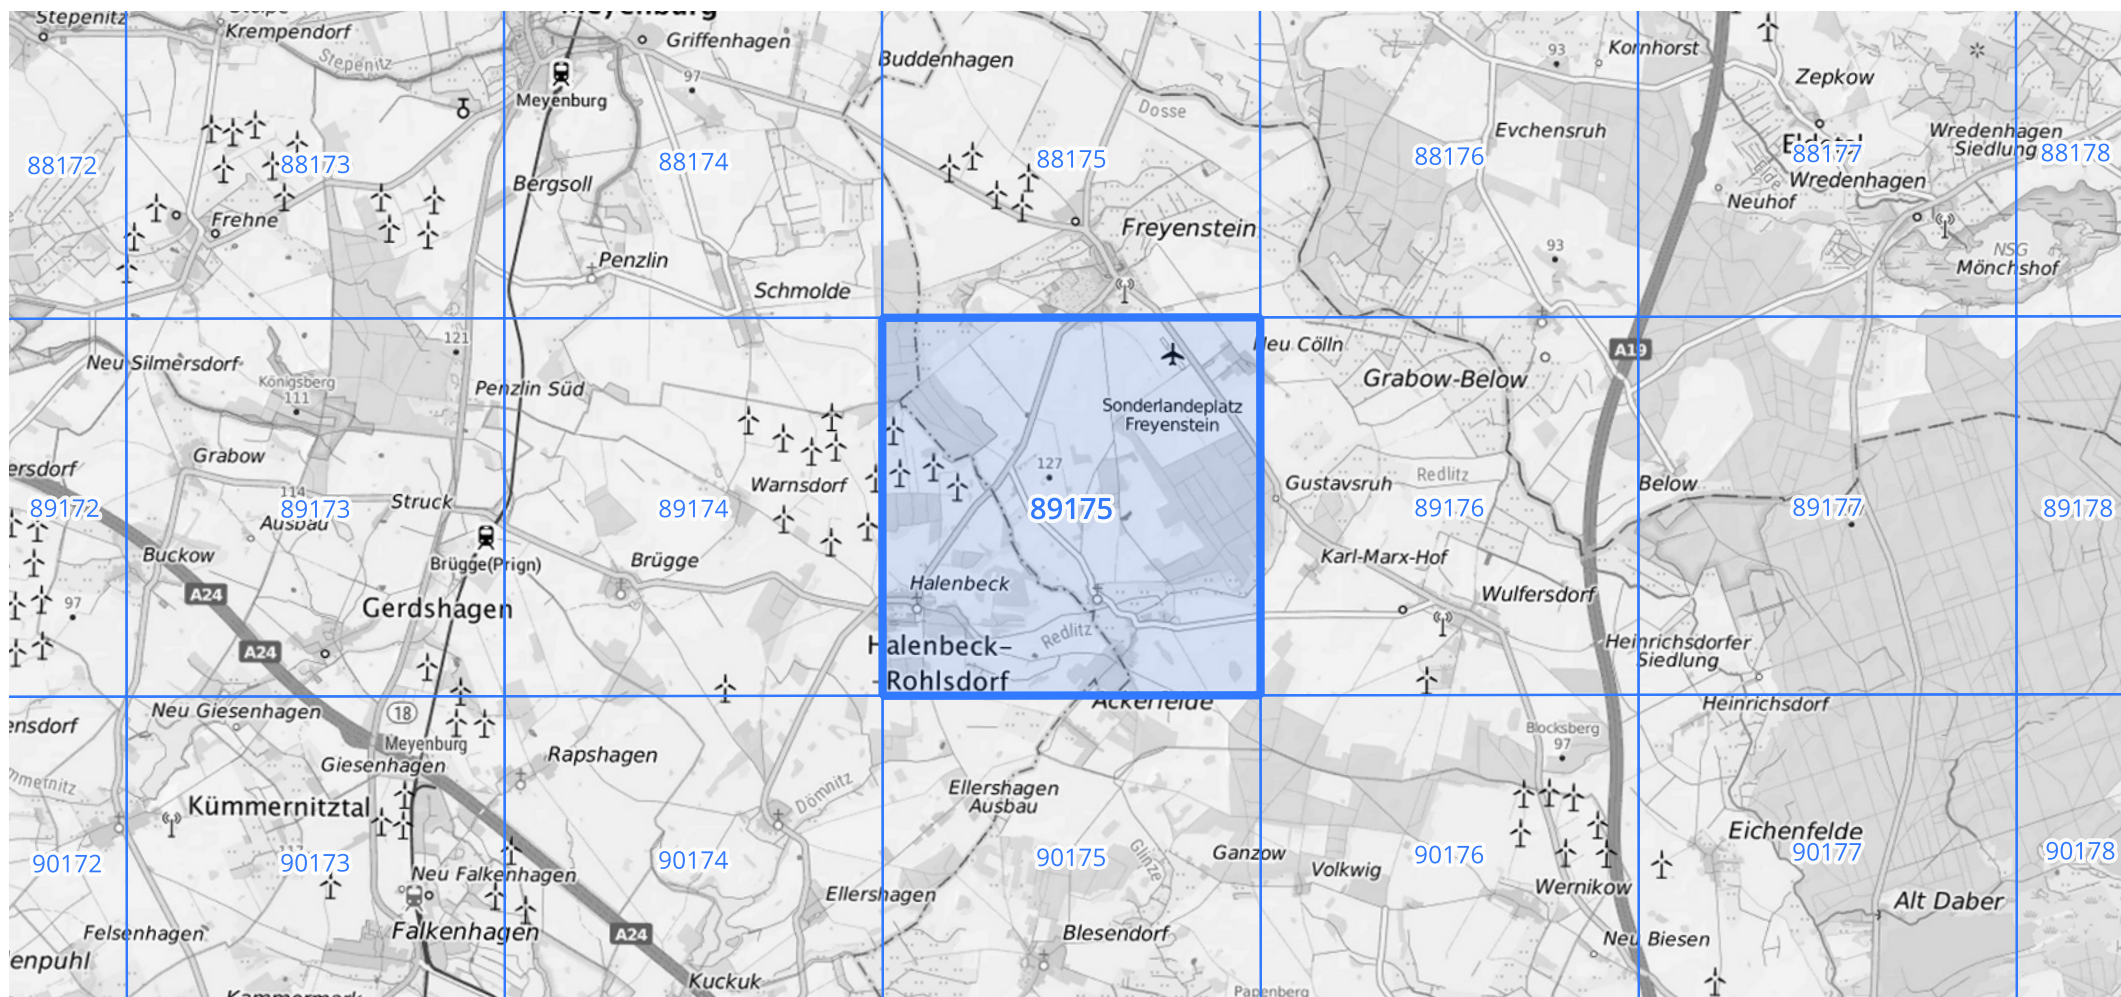 Stepenitz
Krempendorf
Stepenitz
Meyenburg
Griffenhagen
97
Meyenburg
Buddenhagen
Dosse
93
Kornhorst
Zepkow
Evchensruh
Wredenhagen
Siedlung
88172
88173
88174
88175
88176
88177
88178
Bergsoll
Elde
Wredenhagen
Neuhof
Frehne
Freyenstein
93
Penzlin
NSG
Mönchshof
Schmolde
121
Neu Silmersdorf
Königsberg
111
Penzlin Süd
Neu Cölln
A19
Grabow-Below
Sonderlandeplatz
Freyenstein
Grabow
ersdorf
114
Struck
Warnsdorf
127
Gustavsruh
Redlitz
Below
89172
89173
89174
89175
89176
89177
89178
Ausbau
Buckow
Brügge(Prign)
Brügge
Karl-Marx-Hof
A24
97
Gerdshagen
Halenbeck
Wulfersdorf
A24
Halenbeck-
Rohlsdorf
Redlitz
Heinrichsdorfer
Siedlung
Ackerfelde
Heinrichsdorf
ensdorf
Neu Giesenhagen
18
Meyenburg
Giesenhagen
Rapshagen
Blocksberg
97
Kümmernitztal
Dömnitz
Ellershagen
Ausbau
Glinze
Eichenfelde
90172
90173
90174
90175
90176
90177
90178
Ganzow
Volkwig
Neu Falkenhagen
Ellershagen
Wernikow
Alt Daber
Felsenhagen
Falkenhagen
A24
Blesendorf
Neu Biesen
enpuhl
Kuckuk
Kammermark
Papenberg